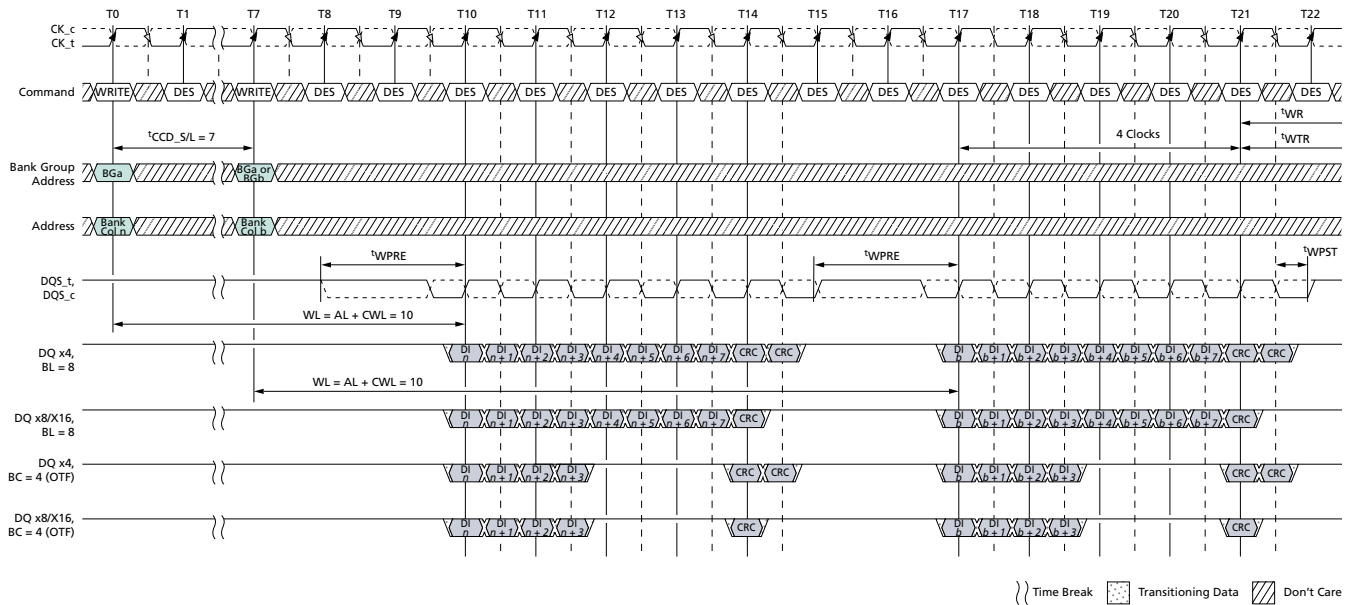 T0 T1 T7 T8 T9 T10 T11 T12 T13 T14 T15 T16 T17 T18 T19 T20 T21 T22
CK_c
CK_t
Command WRITE DES WRITE DES DES DES DES DES DES DES DES DES DES DES DES DES DES DES
tWR
tCCD_S/L = 7 4 Clocks tWTR
Bank Group
Address BGa BGa or
BGb
Address Bank
Col n Bank
Col b
tWPRE tWPRE tWPST
DQS_t,
DQS_c
WL = AL + CWL = 10
DQ x4,
BL = 8
DI
n DI
n + 1 DI
n + 2 DI
n + 3 DI
n + 4 DI
n + 5 DI
n + 6 DI
n + 7 CRC CRC DI
b DI
b + 1 DI
b + 2 DI
b + 3 DI
b + 4 DI
b + 5 DI
b + 6 DI
b + 7 CRC CRC
WL = AL + CWL = 10
DQ x8/X16,
BL = 8
DI
n DI
n + 1 DI
n + 2 DI
n + 3 DI
n + 4 DI
n + 5 DI
n + 6 DI
n + 7 CRC DI
b DI
b + 1 DI
b + 2 DI
b + 3 DI
b + 4 DI
b + 5 DI
b + 6 DI
b + 7 CRC
DQ x4,
BC = 4 (OTF)
DI
n DI
n + 1 DI
n + 2 DI
n + 3 CRC CRC DI
b DI
b + 1 DI
b + 2 DI
b + 3 CRC CRC
DQ x8/X16,
BC = 4 (OTF)
DI
n DI
n + 1 DI
n + 2 DI
n + 3 CRC DI
b DI
b + 1 DI
b + 2 DI
b + 3 CRC
Time Break Transitioning Data Don't Care